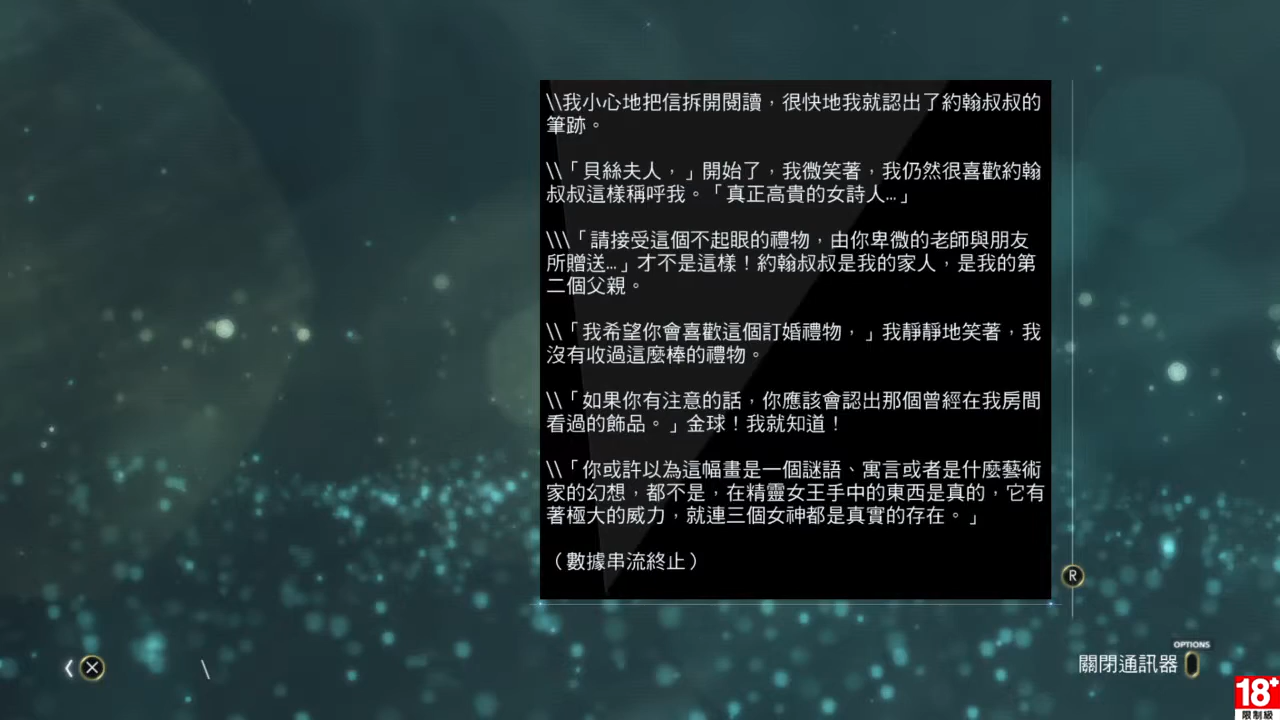 \\我小心地把信拆開閱讀，很快地我就認出了約翰叔叔的
筆跡。
\\「貝絲夫人，」開始了，我微笑著，我仍然很喜歡約翰
叔叔這樣稱呼我。「真正高貴的女詩人…」
\\\「請接受這個不起眼的禮物，由你卑微的老師與朋友
所贈送…」才不是這樣！約翰叔叔是我的家人，是我的第
二個父親。
\\「我希望你會喜歡這個訂婚禮物，」我靜靜地笑著，我
沒有收過這麼棒的禮物。
\\「如果你有注意的話，你應該會認出那個曾經在我房間
看過的飾品。」金球！我就知道！
\\「你或許以為這幅畫是一個謎語、寓言或者是什麼藝術
家的幻想，都不是，在精靈女王手中的東西是真的，它有
著極大的威力，就連三個女神都是真實的存在。」
（數據串流終止）
R
OPTIONS
關閉通訊器
\
18+
限制級